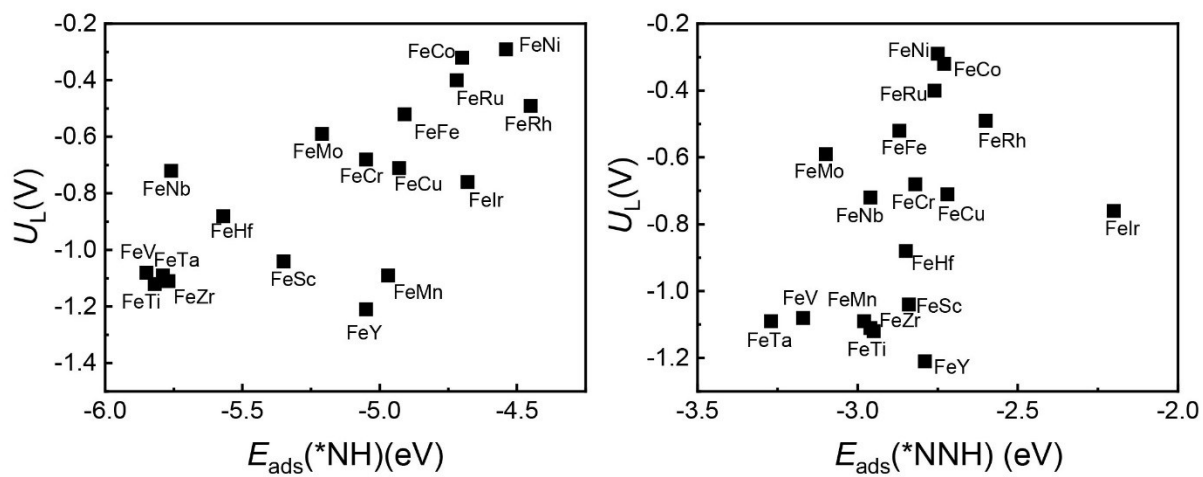 -0.2
-0.4
-0.6
-0.8
-1.0
-1.2
-1.4
U_L(V)
FeCo
FeNi
FeRu
FeRh
FeFe
FeMo
FeCr
FeCu
FeIr
FeNb
FeHf
FeV
FeTa
FeSc
FeMn
FeTi
FeZr
FeY
-6.0 -5.5 -5.0 -4.5
E_ads(*NH)(eV)
-0.2
-0.4
-0.6
-0.8
-1.0
-1.2
U_L(V)
FeNi
FeCo
FeRu
FeRh
FeFe
FeMo
FeCr
FeNb
FeCu
FeIr
FeHf
FeV
FeMn
FeSc
FeZr
FeTa
FeTi
FeY
-3.5 -3.0 -2.5 -2.0
E_ads(*NNH) (eV)